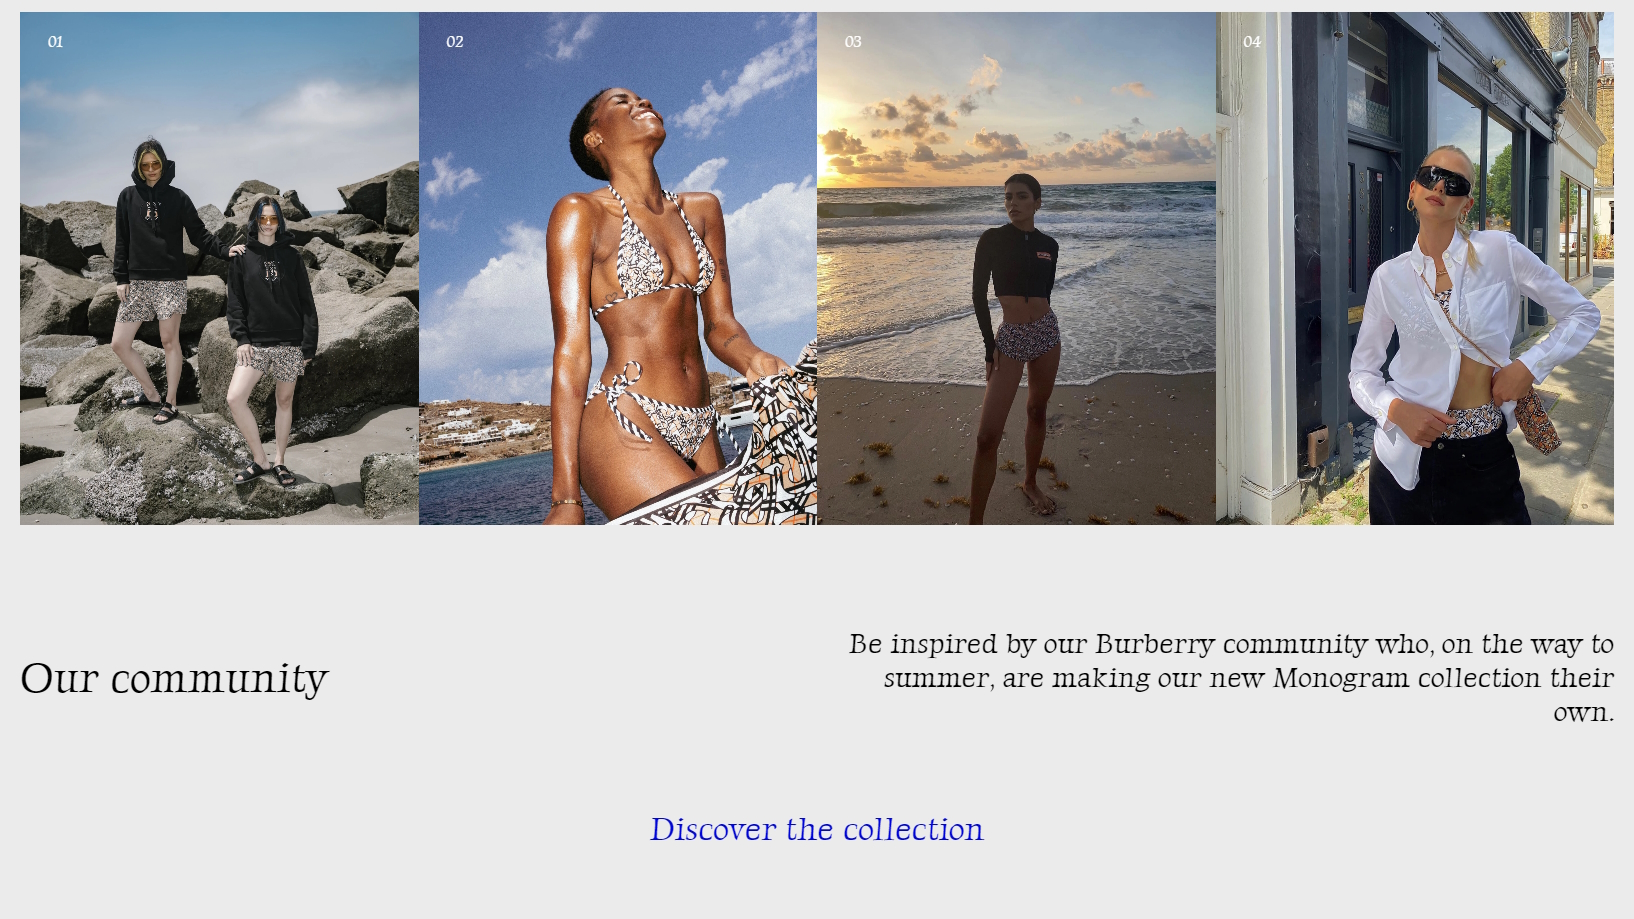 01
02
03
04
Our community
Be inspired by our Burberry community who, on the way to
summer, are making our new Monogram collection their
own.
Discover the collection